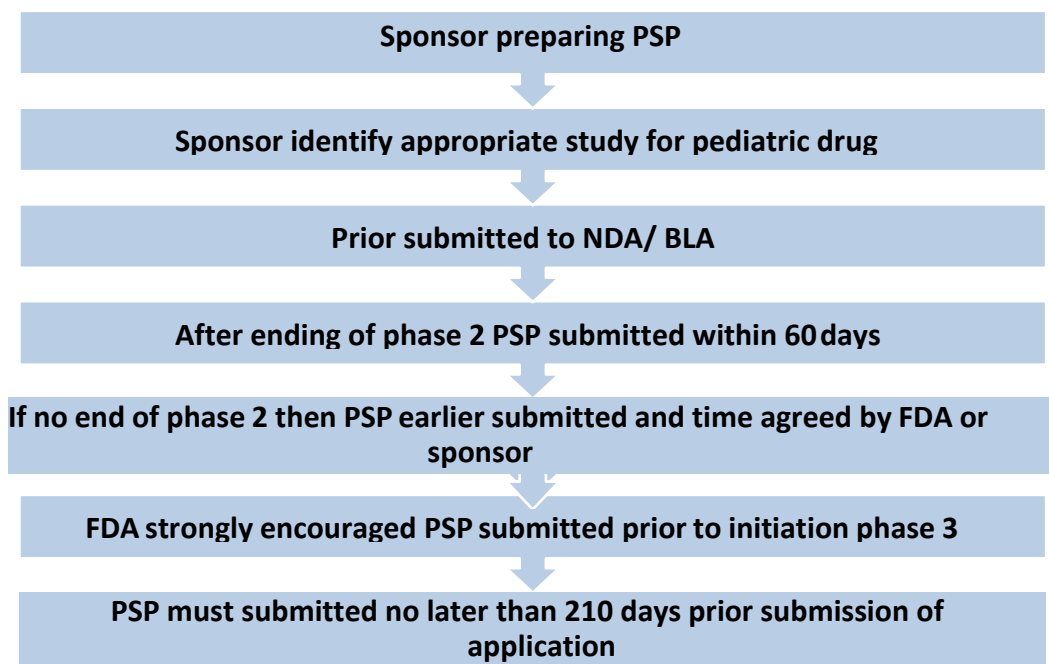 Sponsor preparing PSP
Sponsor identify appropriate study for pediatric drug
Prior submitted to NDA/ BLA
After ending of phase 2 PSP submitted within 60 days
If no end of phase 2 then PSP earlier submitted and time agreed by FDA or
sponsor
FDA strongly encouraged PSP submitted prior to initiation phase 3
PSP must submitted no later than 210 days prior submission of
application